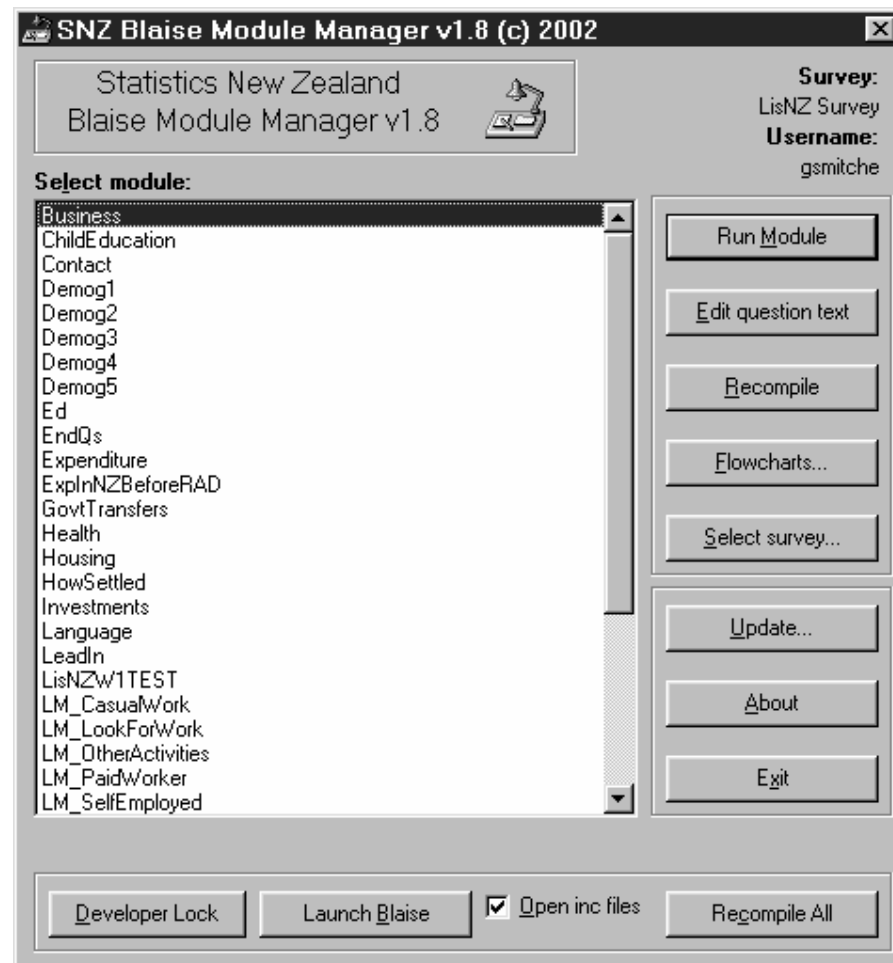 SNZ Blaise Module Manager v1.8 (c) 2002
Statistics New Zealand
Blaise Module Manager v1.8
Survey:
LisNZ Survey
Username:
gsmitche
Select module:
Business
ChildEducation
Contact
Demog1
Demog2
Demog3
Demog4
Demog5
Ed
EndQs
Expenditure
ExpInNZBeforeRAD
GovtTransfers
Health
Housing
HowSettled
Investments
Language
LeadIn
LisNZW1TEST
LM_CasualWork
LM_LookForWork
LM_OtherActivities
LM_PaidWorker
LM_SelfEmployed
Run Module
Edit question text
Recompile
Flowcharts...
Select survey...
Update...
About
Exit
Developer Lock
Launch Blaise
Open inc files
Recompile All